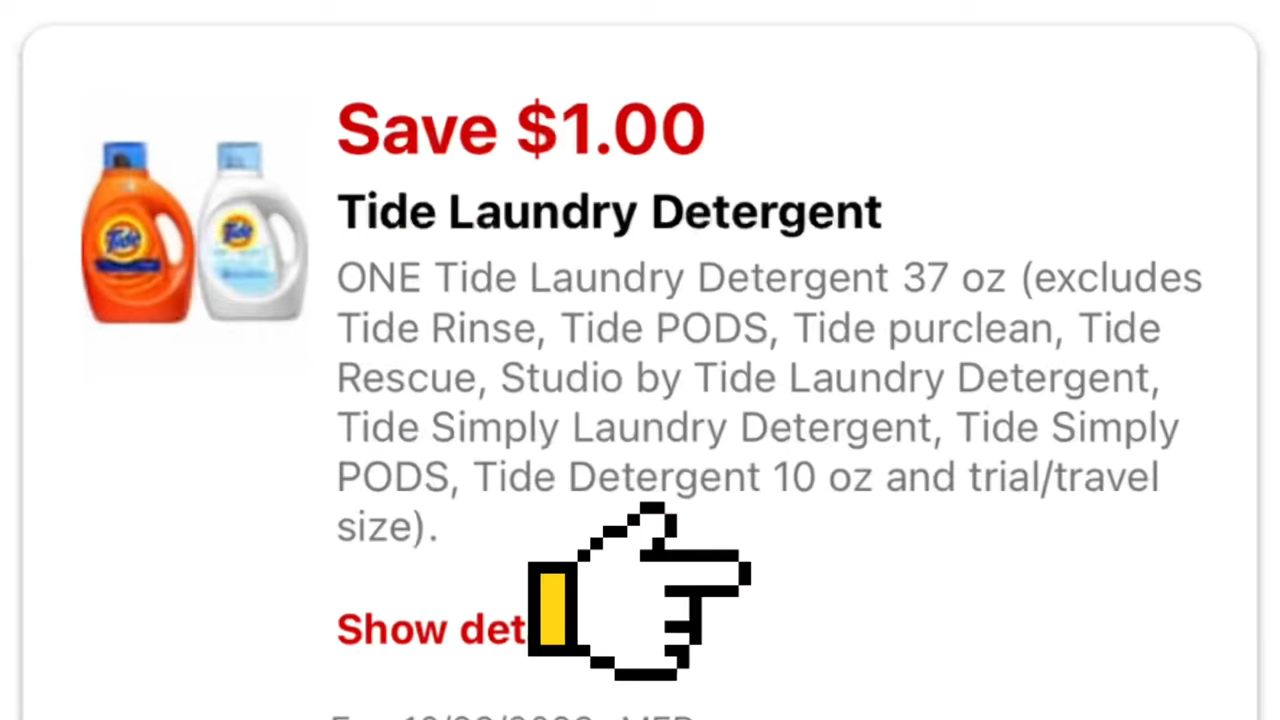 Save $1.00
Tide Laundry Detergent
ONE Tide Laundry Detergent 37 oz (excludes
Tide Rinse, Tide PODS, Tide purclean, Tide
Rescue, Studio by Tide Laundry Detergent,
Tide Simply Laundry Detergent, Tide Simply
PODS, Tide Detergent 10 oz and trial/travel
size).
Show det
Tide
Tide